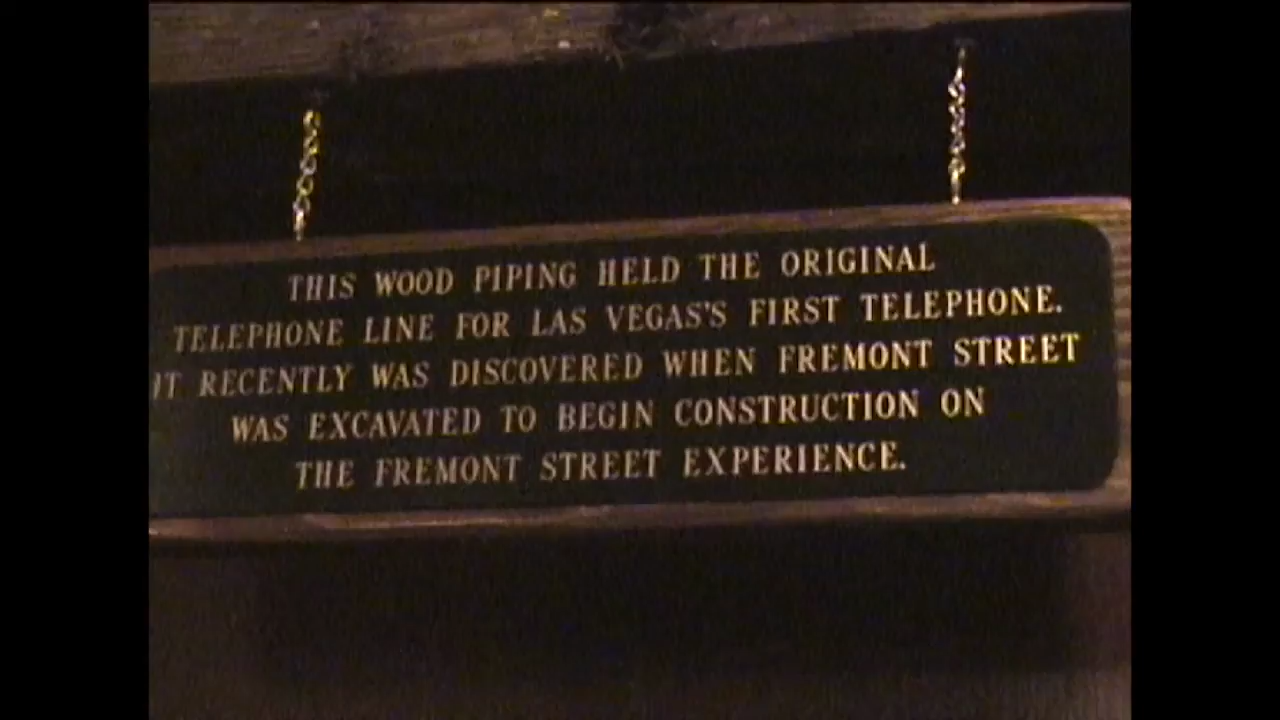 THIS WOOD PIPING HELD THE ORIGINAL
TELEPHONE LINE FOR LAS VEGAS'S FIRST TELEPHONE.
IT RECENTLY WAS DISCOVERED WHEN FREMONT STREET
WAS EXCAVATED TO BEGIN CONSTRUCTION ON
THE FREMONT STREET EXPERIENCE.